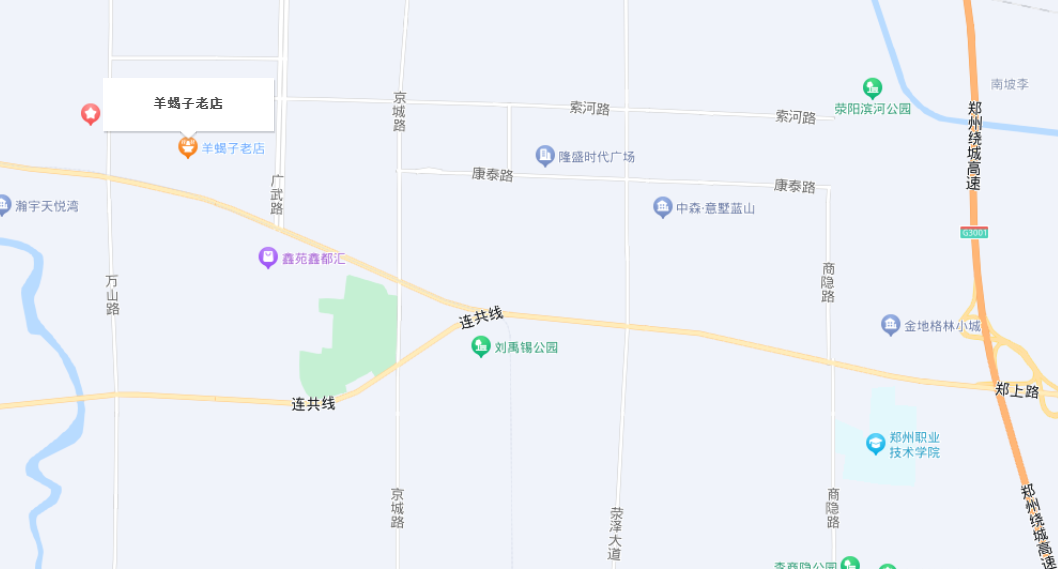 南坡李
羊蝎子老店
京城路
索河路
索河路
荥阳滨河公园
郑州绕城高速
羊蝎子老店
隆盛时代广场
康泰路
康泰路
广武路
瀚宇天悦湾
中森·意墅蓝山
G3001
鑫苑鑫都汇
万山路
商隐路
连共线
金地格林小城
刘禹锡公园
郑上路
连共线
郑州职业
技术学院
京城路
荥泽大道
商隐路
郑州绕城高速
李商隐公园